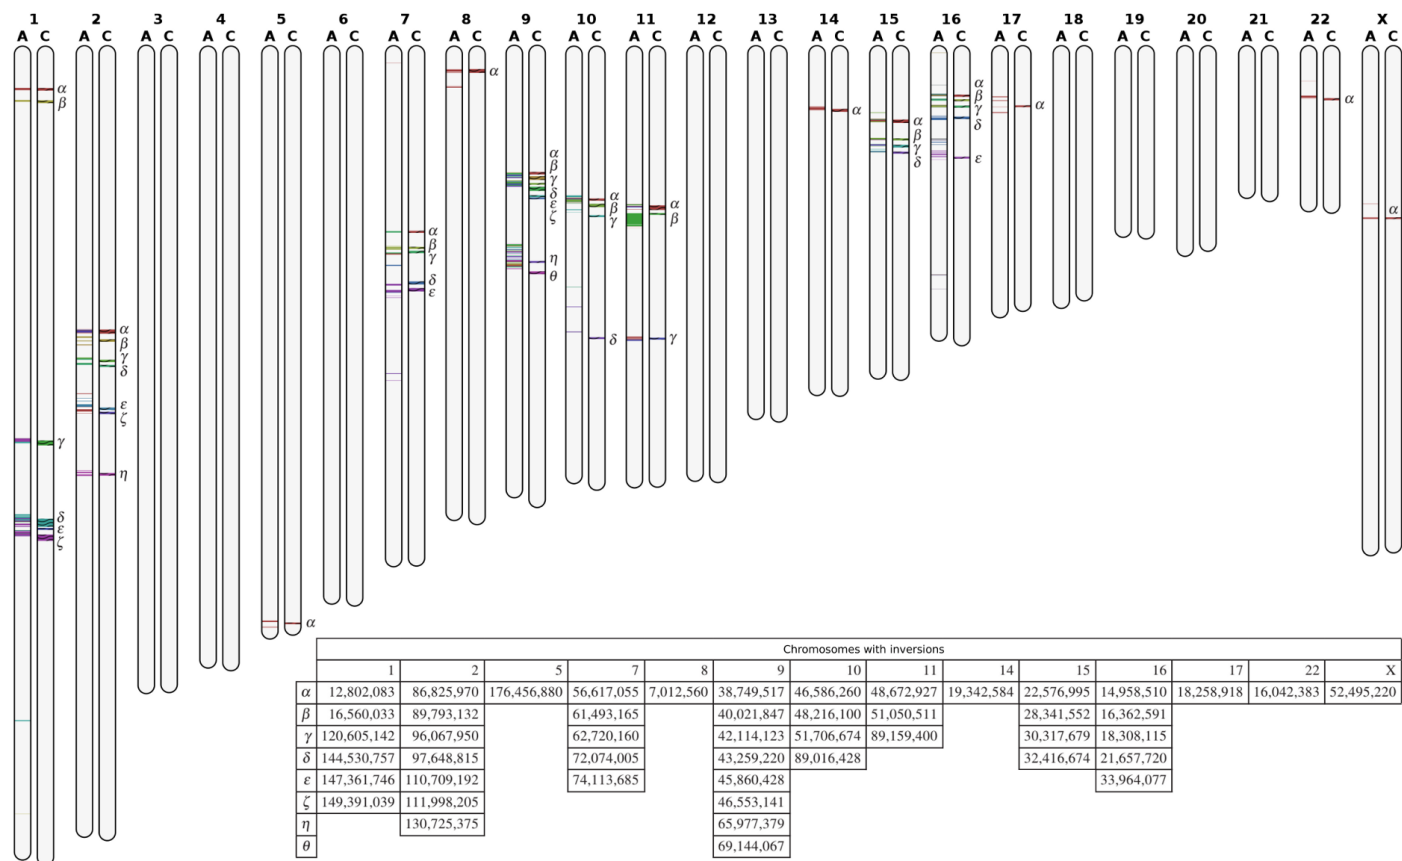 1 2 3 4 5 6 7 8 9 10 11 12 13 14 15 16 17 18 19 20 21 22 X
A C A C A C A C A C A C A C A C A C A C A C A C A C A C A C A C A C A C A C A C A C A C A C
α
β
γ
δ
ε
ζ
α
β
γ
δ
ε
ζ
η
α
α
β
γ
δ
ε
α
α
β
γ
δ
ε
ζ
η
θ
α
β
γ
δ
α
β
γ
α
α
β
γ
δ
α
β
γ
δ
ε
α
α
α
Chromosomes with inversions
1 2 5 7 8 9 10 11 14 15 16 17 22 X
α 12,802,083 86,825,970 176,456,880 56,617,055 7,012,560 38,749,517 46,586,260 48,672,927 19,342,584 22,576,995 14,958,510 18,258,918 16,042,383 52,495,220
β 16,560,033 89,793,132 61,493,165 40,021,847 48,216,100 51,050,511 28,341,552 16,362,591
γ 120,605,142 96,067,950 62,720,160 42,114,123 51,706,674 89,159,400 30,317,679 18,308,115
δ 144,530,757 97,648,815 72,074,005 43,259,220 89,016,428 32,416,674 21,657,720
ε 147,361,746 110,709,192 74,113,685 45,860,428 33,964,077
ζ 149,391,039 111,998,205 46,553,141
η 130,725,375 65,977,379
θ 69,144,067